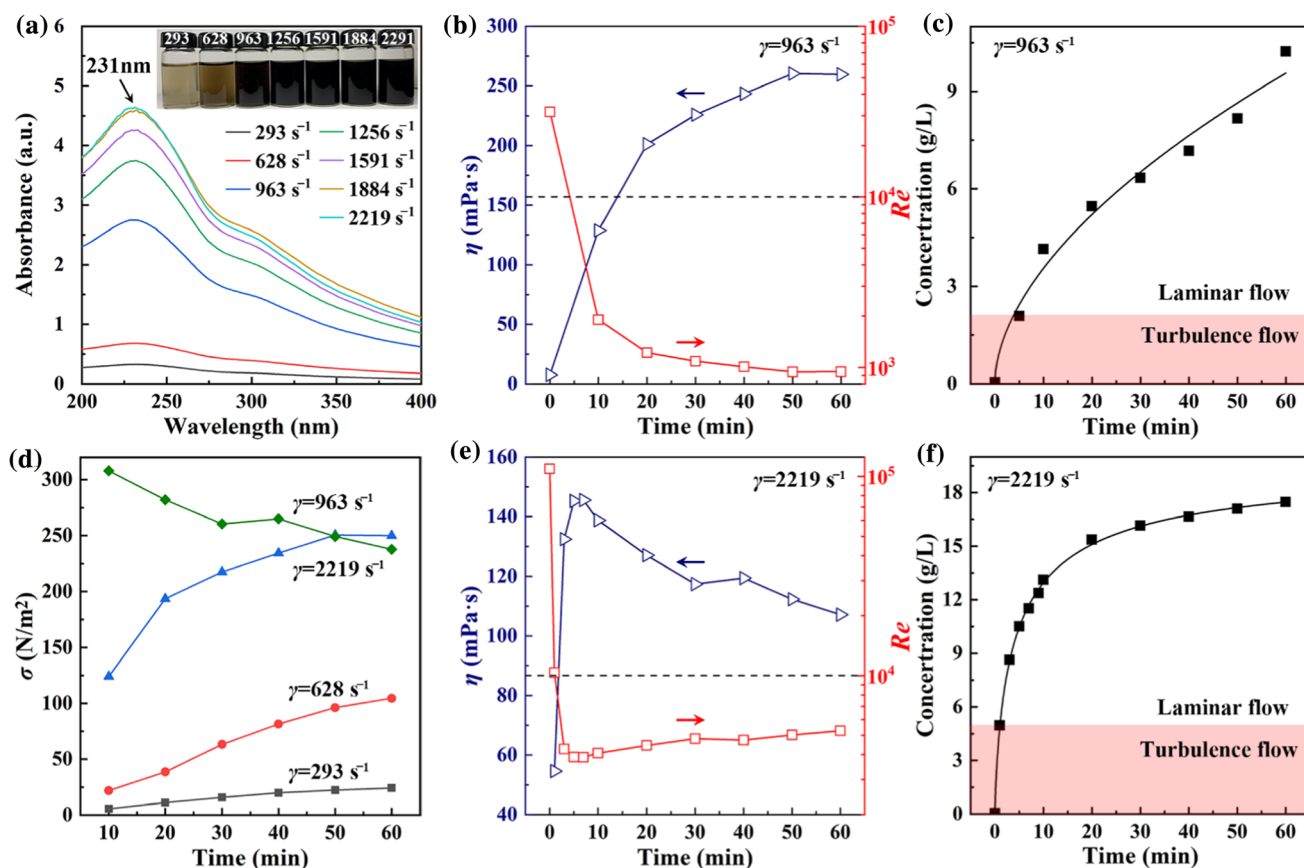 (a)
6
5
4
3
2
1
0
Absorbance (a.u.)
293 628 963 1256 1591 1884 2291
231nm
293 s⁻¹
628 s⁻¹
963 s⁻¹
1256 s⁻¹
1591 s⁻¹
1884 s⁻¹
2219 s⁻¹
200 250 300 350 400
Wavelength (nm)
(b)
γ=963 s⁻¹
300
250
200
150
100
50
0
η (mPa·s)
10⁵
10⁴
10³
Re
0 10 20 30 40 50 60
Time (min)
(c)
γ=963 s⁻¹
9
6
3
0
Concertration (g/L)
Laminar flow
Turbulence flow
0 10 20 30 40 50 60
Time (min)
(d)
300
250
200
150
100
50
25
0
σ (N/m²)
γ=963 s⁻¹
γ=2219 s⁻¹
γ=628 s⁻¹
γ=293 s⁻¹
10 20 30 40 50 60
Time (min)
(e)
γ=2219 s⁻¹
160
140
120
100
80
60
40
η (mPa·s)
10⁵
10⁴
Re
0 10 20 30 40 50 60
Time (min)
(f)
γ=2219 s⁻¹
18
15
12
9
6
3
0
Concertration (g/L)
Laminar flow
Turbulence flow
0 10 20 30 40 50 60
Time (min)